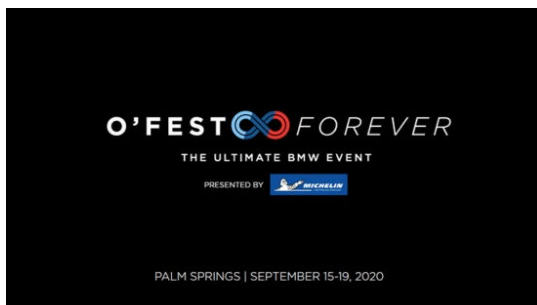 O'FEST FOREVER
THE ULTIMATE BMW EVENT
PRESENTED BY MICHELIN
PALM SPRINGS | SEPTEMBER 15-19, 2020